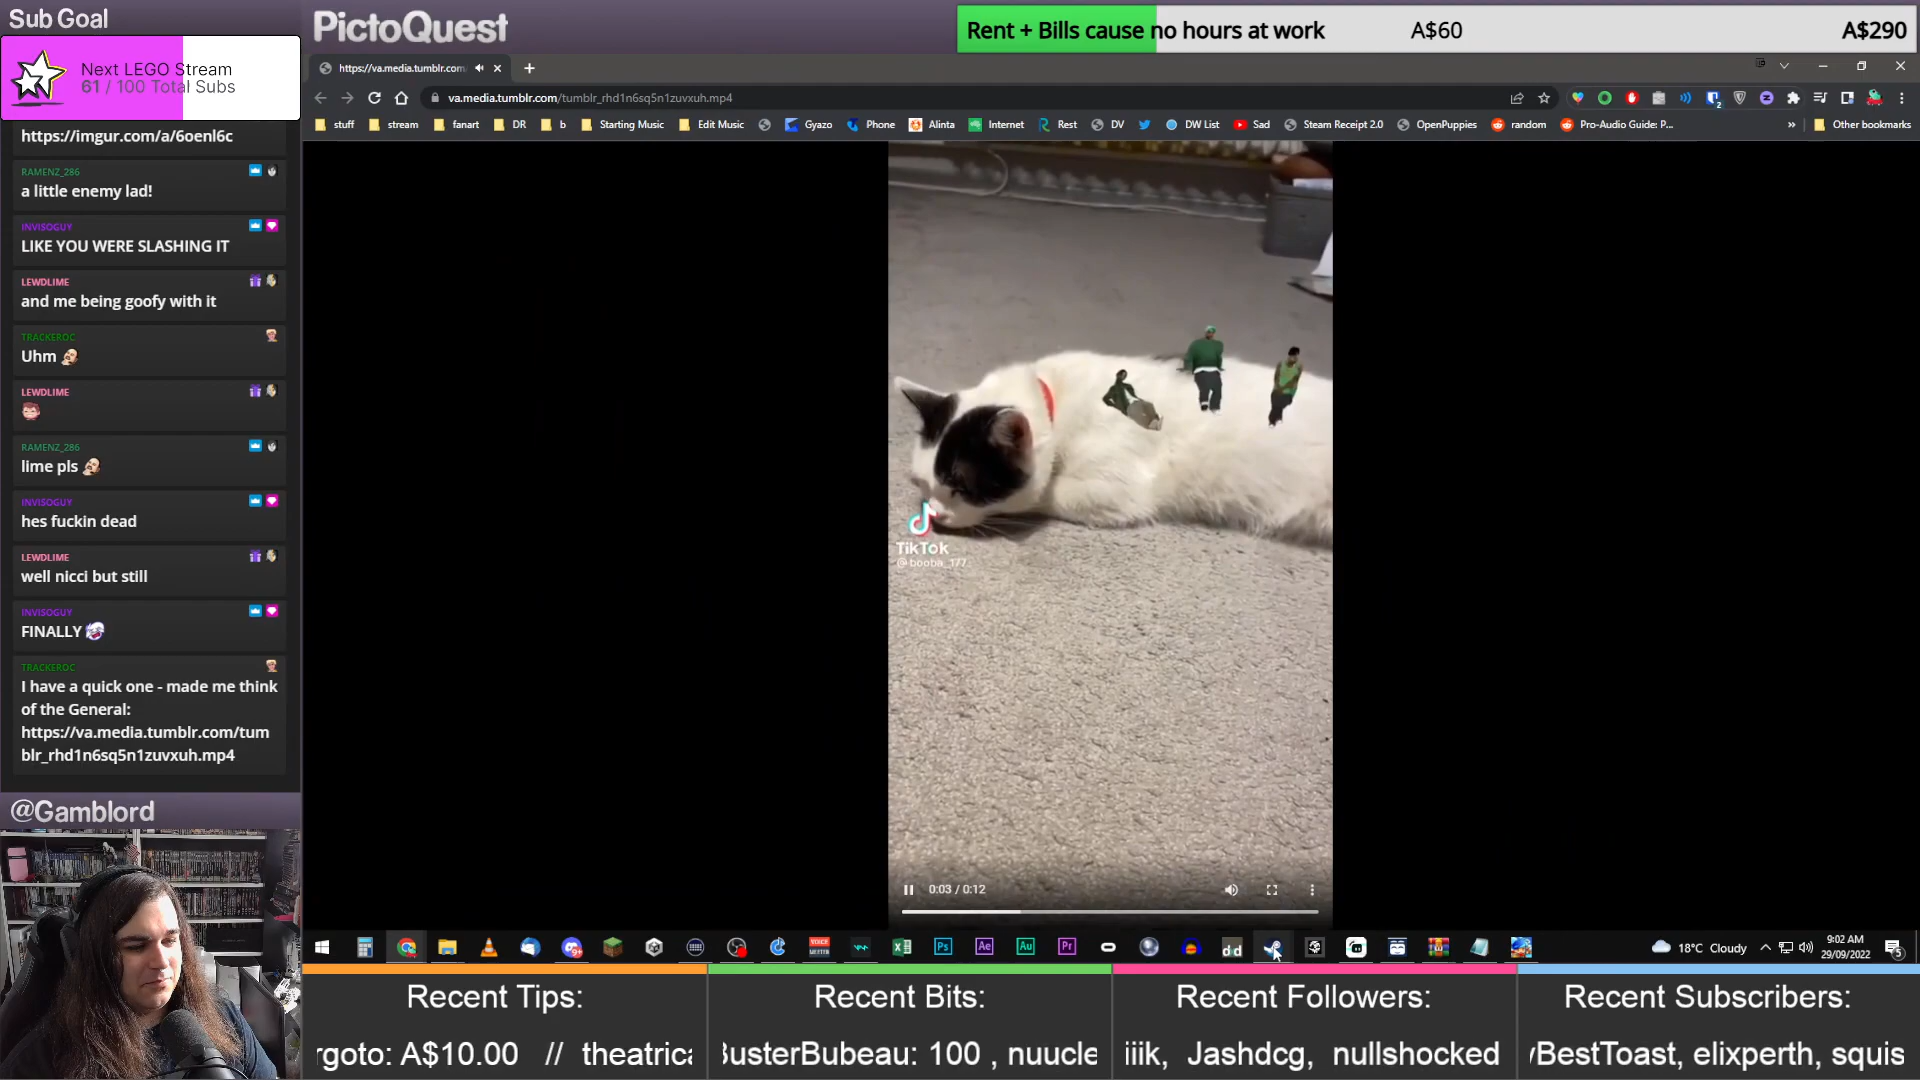 Sub Goal
Next LEGO Stream
61 / 100 Total Subs
PictoQuest
Rent + Bills cause no hours at work
A$60
A$290
https://va.media.tumblr.com
va.media.tumblr.com/tumblr_rhd1n6sq5n1zuvxuh.mp4
stuff
stream
fanart
DR
b
Starting Music
Edit Music
Gyazo
Phone
Alinta
Internet
Rest
DV
DW List
Sad
Steam Receipt 2.0
OpenPuppies
random
Pro-Audio Guide: P...
»
Other bookmarks
https://imgur.com/a/6oenl6c
RAMENZ_286
a little enemy lad!
INVISOGUY
LIKE YOU WERE SLASHING IT
LEWDLIME
and me being goofy with it
TRACKEROC
Uhm
LEWDLIME
RAMENZ_286
lime pls
INVISOGUY
hes fuckin dead
LEWDLIME
well nicci but still
INVISOGUY
FINALLY
TRACKEROC
I have a quick one - made me think
of the General:
https://va.media.tumblr.com/tum
blr_rhd1n6sq5n1zuvxuh.mp4
@Gamblord
TikTok
@booba_177
0:03 / 0:12
18°C Cloudy
9:02 AM
29/09/2022
Recent Tips:
rgoto: A$10.00 // theatrica
Recent Bits:
BusterBubeau: 100 , nuucle
Recent Followers:
iiik, Jashdcg, nullshocked
Recent Subscribers:
yBestToast, elixperth, squis